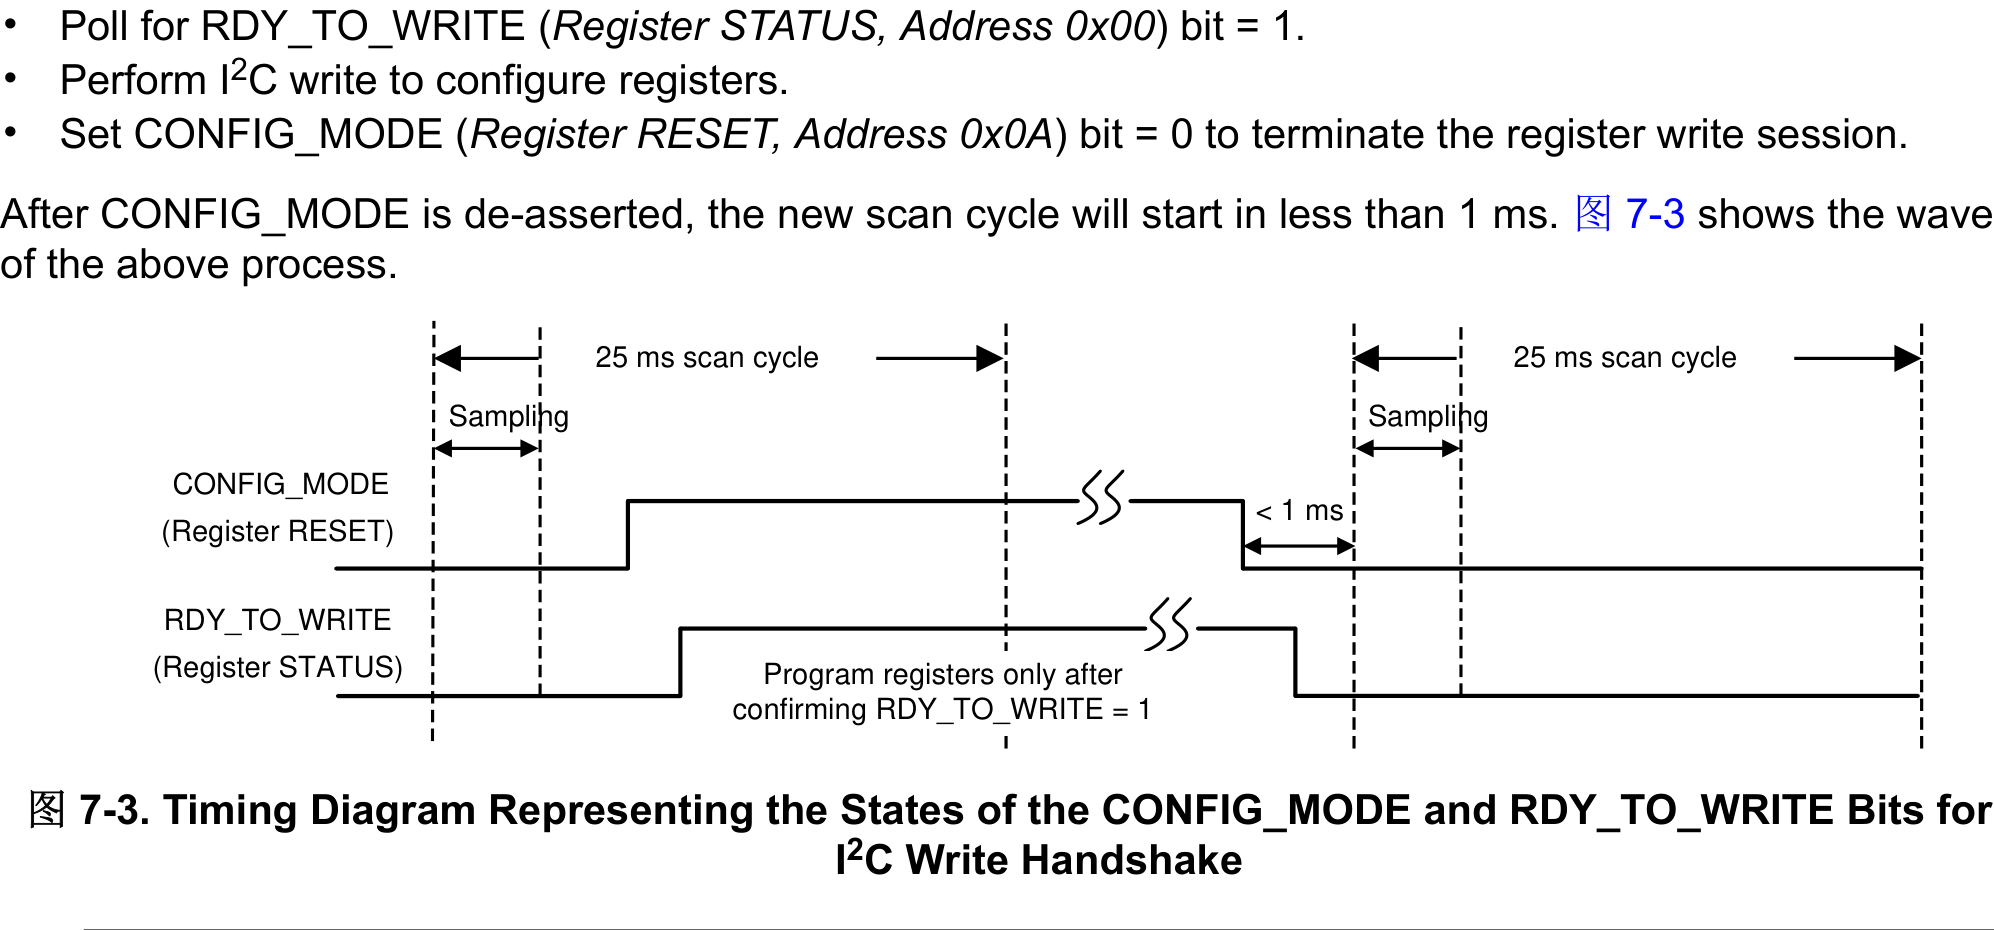 • Poll for RDY_TO_WRITE (Register STATUS, Address 0x00) bit = 1.
• Perform I2C write to configure registers.
• Set CONFIG_MODE (Register RESET, Address 0x0A) bit = 0 to terminate the register write session.
After CONFIG_MODE is de-asserted, the new scan cycle will start in less than 1 ms. 图 7-3 shows the wave
of the above process.
25 ms scan cycle
25 ms scan cycle
Sampling
Sampling
CONFIG_MODE
(Register RESET)
< 1 ms
RDY_TO_WRITE
(Register STATUS)
Program registers only after
confirming RDY_TO_WRITE = 1
图 7-3. Timing Diagram Representing the States of the CONFIG_MODE and RDY_TO_WRITE Bits for
I2C Write Handshake